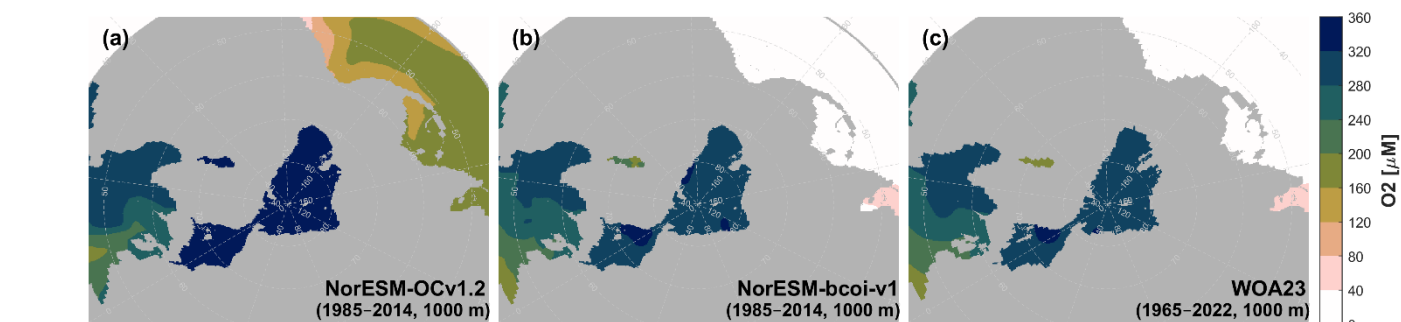 (a)
NorESM-OCv1.2
(1985–2014, 1000 m)
(b)
NorESM-bcoi-v1
(1985–2014, 1000 m)
(c)
WOA23
(1965–2022, 1000 m)
360
320
280
240
200
160
120
80
40
O2 [µM]